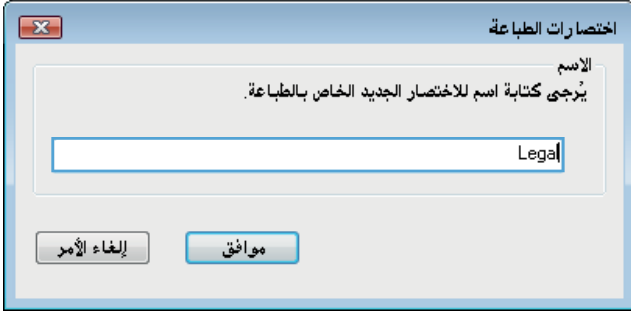 اختصارات الطباعة
الاسم
يُرجى كتابة اسم للاختصار الجديد الخاص بالطباعة.
Legal
موافق
إلغاء الأمر